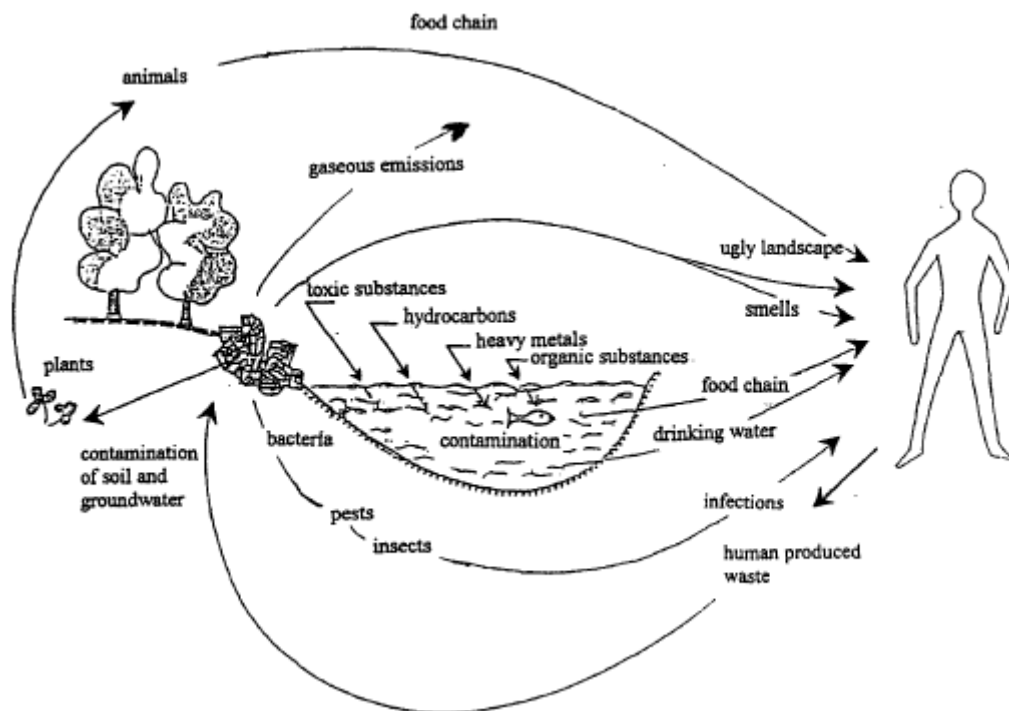 food chain
animals
gaseous emissions
ugly landscape
toxic substances
smells
hydrocarbons
heavy metals
organic substances
plants
food chain
bacteria
contamination
drinking water
contamination
of soil and
groundwater
infections
pests
insects
human produced
waste